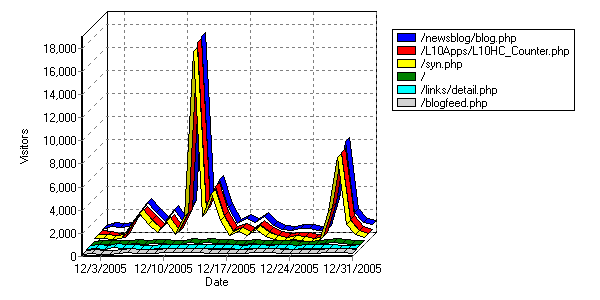 18,000
16,000
14,000
12,000
10,000
8,000
6,000
4,000
2,000
0
Visitors
12/3/2005 12/10/2005 12/17/2005 12/24/2005 12/31/2005
Date
/newsblog/blog.php
/L10Apps/L10HC_Counter.php
/syn.php
/
/links/detail.php
/blogfeed.php